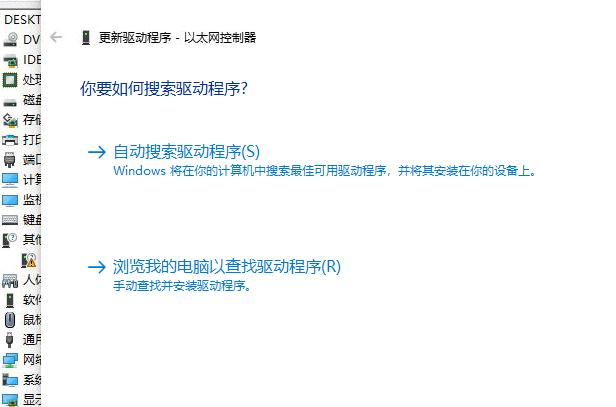 DESKT
更新驱动程序 - 以太网控制器
DV
IDE
你要如何搜索驱动程序?
处理
磁盘
存储
打印
自动搜索驱动程序(S)
端口
Windows 将在你的计算机中搜索最佳可用驱动程序，并将其安装在你的设备上。
计算
监视
键盘
其他
浏览我的电脑以查找驱动程序(R)
人体
手动查找并安装驱动程序。
软件
鼠标
通用
网络
系统
显示